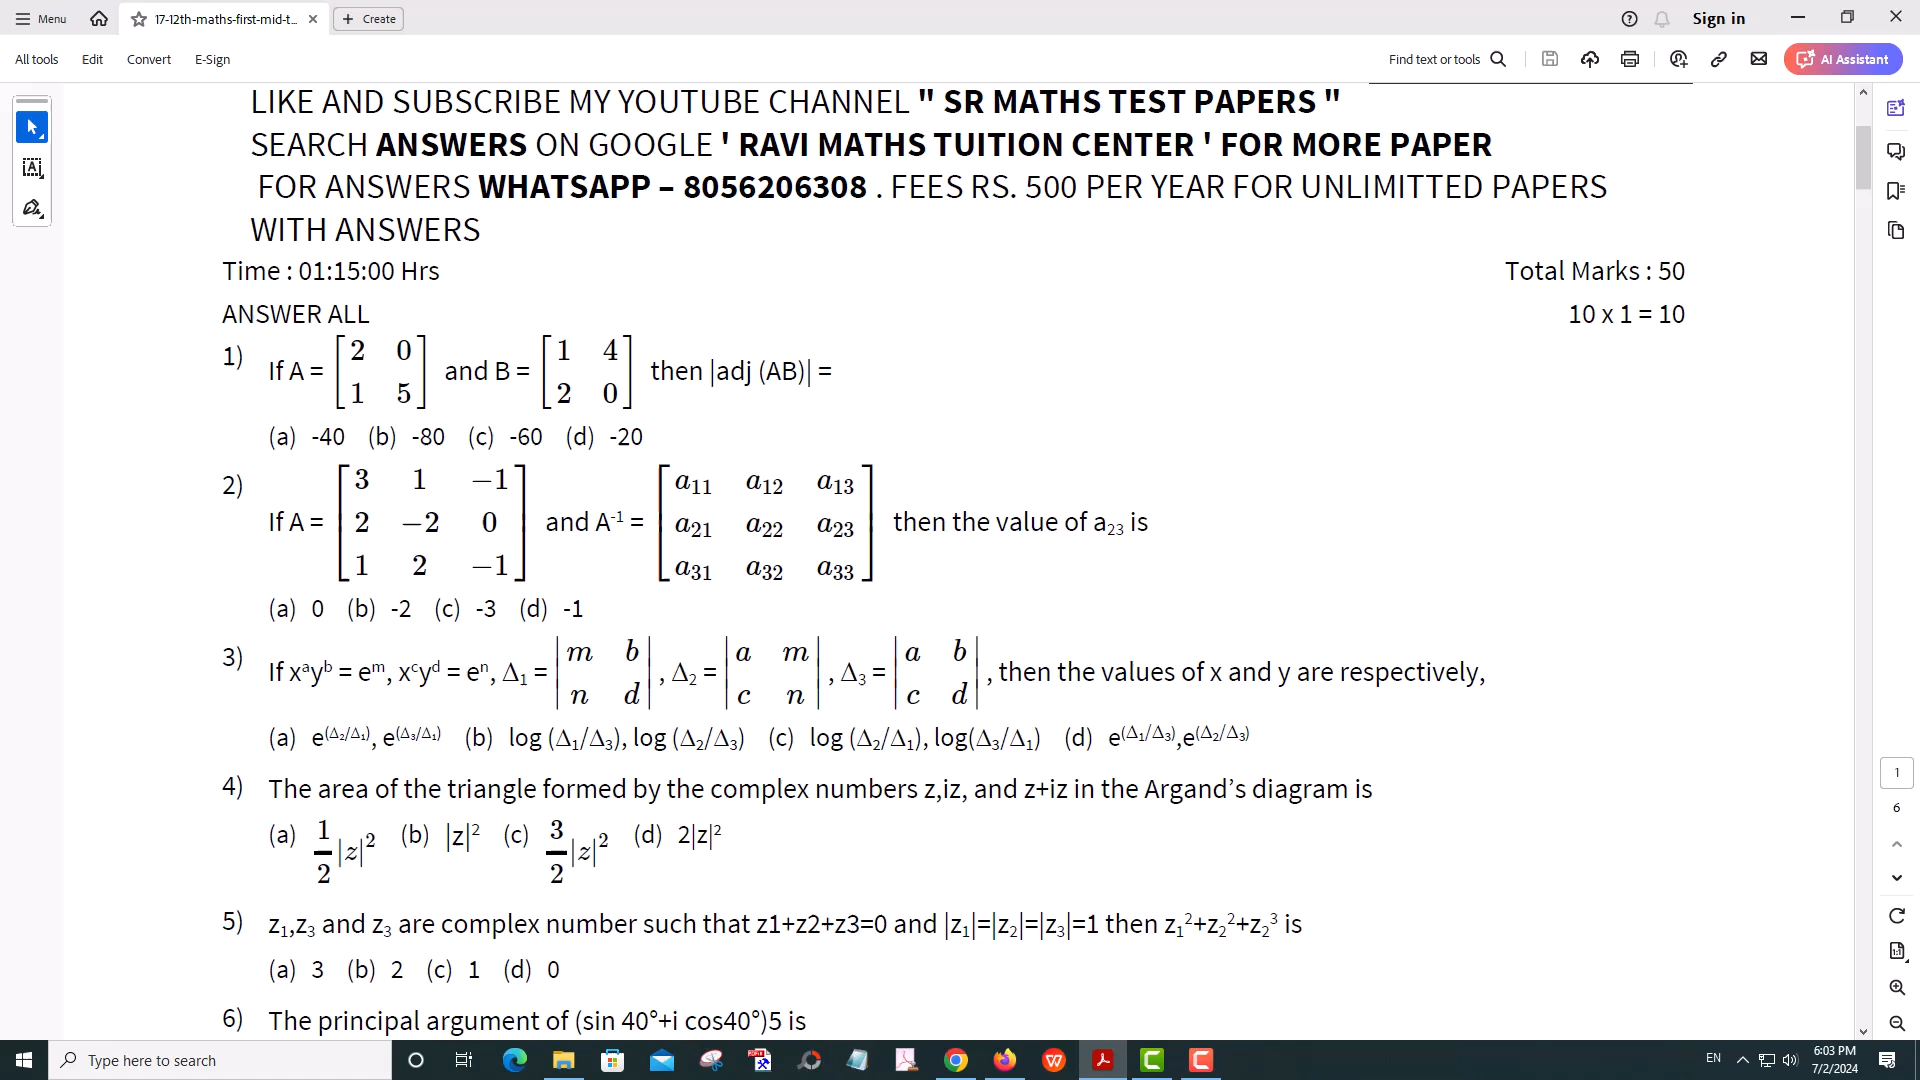 Menu
17-12th-maths-first-mid-t...
Create
Sign in
All tools
Edit
Convert
E-Sign
Find text or tools
AI Assistant
LIKE AND SUBSCRIBE MY YOUTUBE CHANNEL " SR MATHS TEST PAPERS "
SEARCH ANSWERS ON GOOGLE ' RAVI MATHS TUITION CENTER ' FOR MORE PAPER
FOR ANSWERS WHATSAPP – 8056206308 . FEES RS. 500 PER YEAR FOR UNLIMITTED PAPERS
WITH ANSWERS
Time : 01:15:00 Hrs Total Marks : 50
ANSWER ALL 10 x 1 = 10
1) If A = [2 0; 1 5] and B = [1 4; 2 0] then |adj (AB)| =
(a) -40 (b) -80 (c) -60 (d) -20
2) If A = [3 1 −1; 2 −2 0; 1 2 −1] and A⁻¹ = [a₁₁ a₁₂ a₁₃; a₂₁ a₂₂ a₂₃; a₃₁ a₃₂ a₃₃] then the value of a₂₃ is
(a) 0 (b) -2 (c) -3 (d) -1
3) If xᵃyᵇ = eᵐ, xᶜyᵈ = eⁿ, Δ₁ = |m b; n d|, Δ₂ = |a m; c n|, Δ₃ = |a b; c d|, then the values of x and y are respectively,
(a) e^(Δ₂/Δ₁), e^(Δ₃/Δ₁) (b) log (Δ₁/Δ₃), log (Δ₂/Δ₃) (c) log (Δ₂/Δ₁), log(Δ₃/Δ₁) (d) e^(Δ₁/Δ₃),e^(Δ₂/Δ₃)
4) The area of the triangle formed by the complex numbers z,iz, and z+iz in the Argand’s diagram is
(a) 1/2|z|² (b) |z|² (c) 3/2|z|² (d) 2|z|²
5) z₁,z₃ and z₃ are complex number such that z1+z2+z3=0 and |z₁|=|z₂|=|z₃|=1 then z₁²+z₂²+z₂³ is
(a) 3 (b) 2 (c) 1 (d) 0
6) The principal argument of (sin 40°+i cos40°)5 is
1
6
Type here to search
EN
6:03 PM
7/2/2024